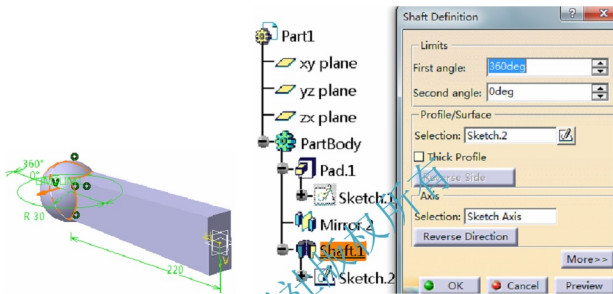 Part1
xy plane
yz plane
zx plane
PartBody
Pad.1
Sketch.1
Mirror.2
Shaft.1
Sketch.2
360°
0°
R 30
220
V
Shaft Definition
Limits
First angle: 360deg
Second angle: 0deg
Profile/Surface
Selection: Sketch.2
Thick Profile
Reverse Side
Axis
Selection: Sketch Axis
Reverse Direction
More>>
OK Cancel Preview